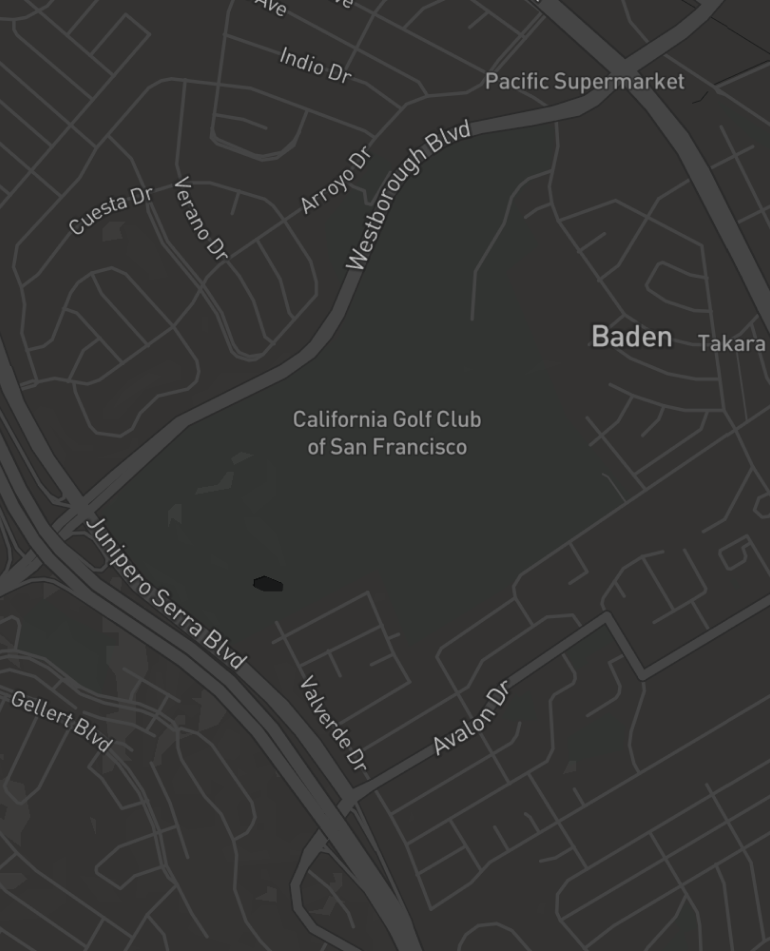 Ave
Indio Dr
Pacific Supermarket
Westborough Blvd
Arroyo Dr
Cuesta Dr
Verano Dr
Baden
Takara
California Golf Club
of San Francisco
Junipero Serra Blvd
Gellert Blvd
Valverde Dr
Avalon Dr